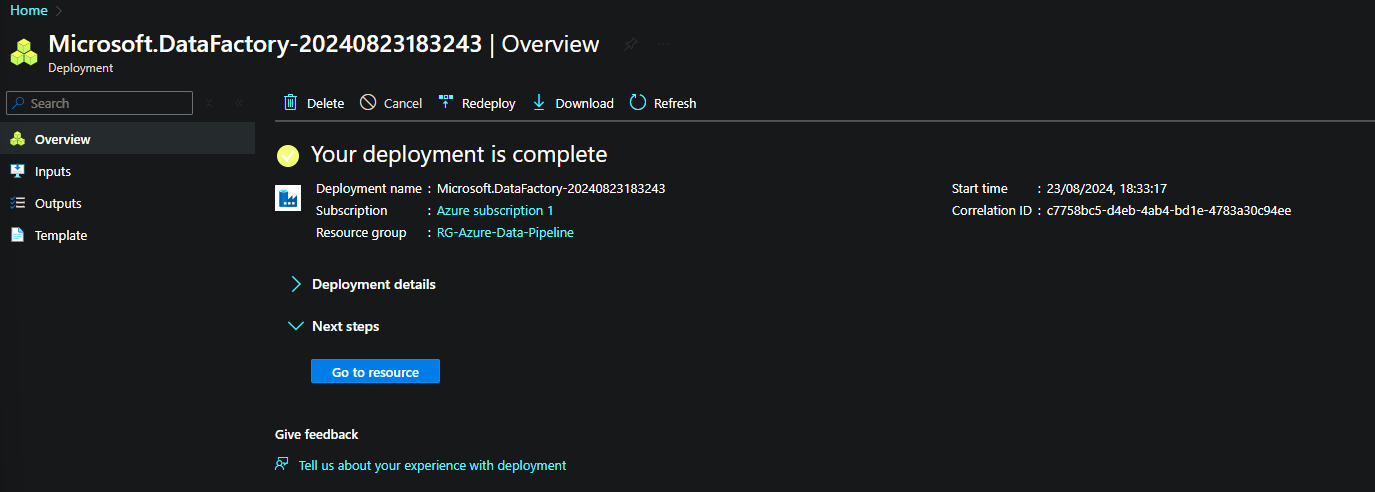 Home
Microsoft.DataFactory-20240823183243 | Overview
Deployment
Search
Overview
Inputs
Outputs
Template
Delete Cancel Redeploy Download Refresh
Your deployment is complete
Deployment name : Microsoft.DataFactory-20240823183243
Subscription : Azure subscription 1
Resource group : RG-Azure-Data-Pipeline
Start time : 23/08/2024, 18:33:17
Correlation ID : c7758bc5-d4eb-4ab4-bd1e-4783a30c94ee
Deployment details
Next steps
Go to resource
Give feedback
Tell us about your experience with deployment